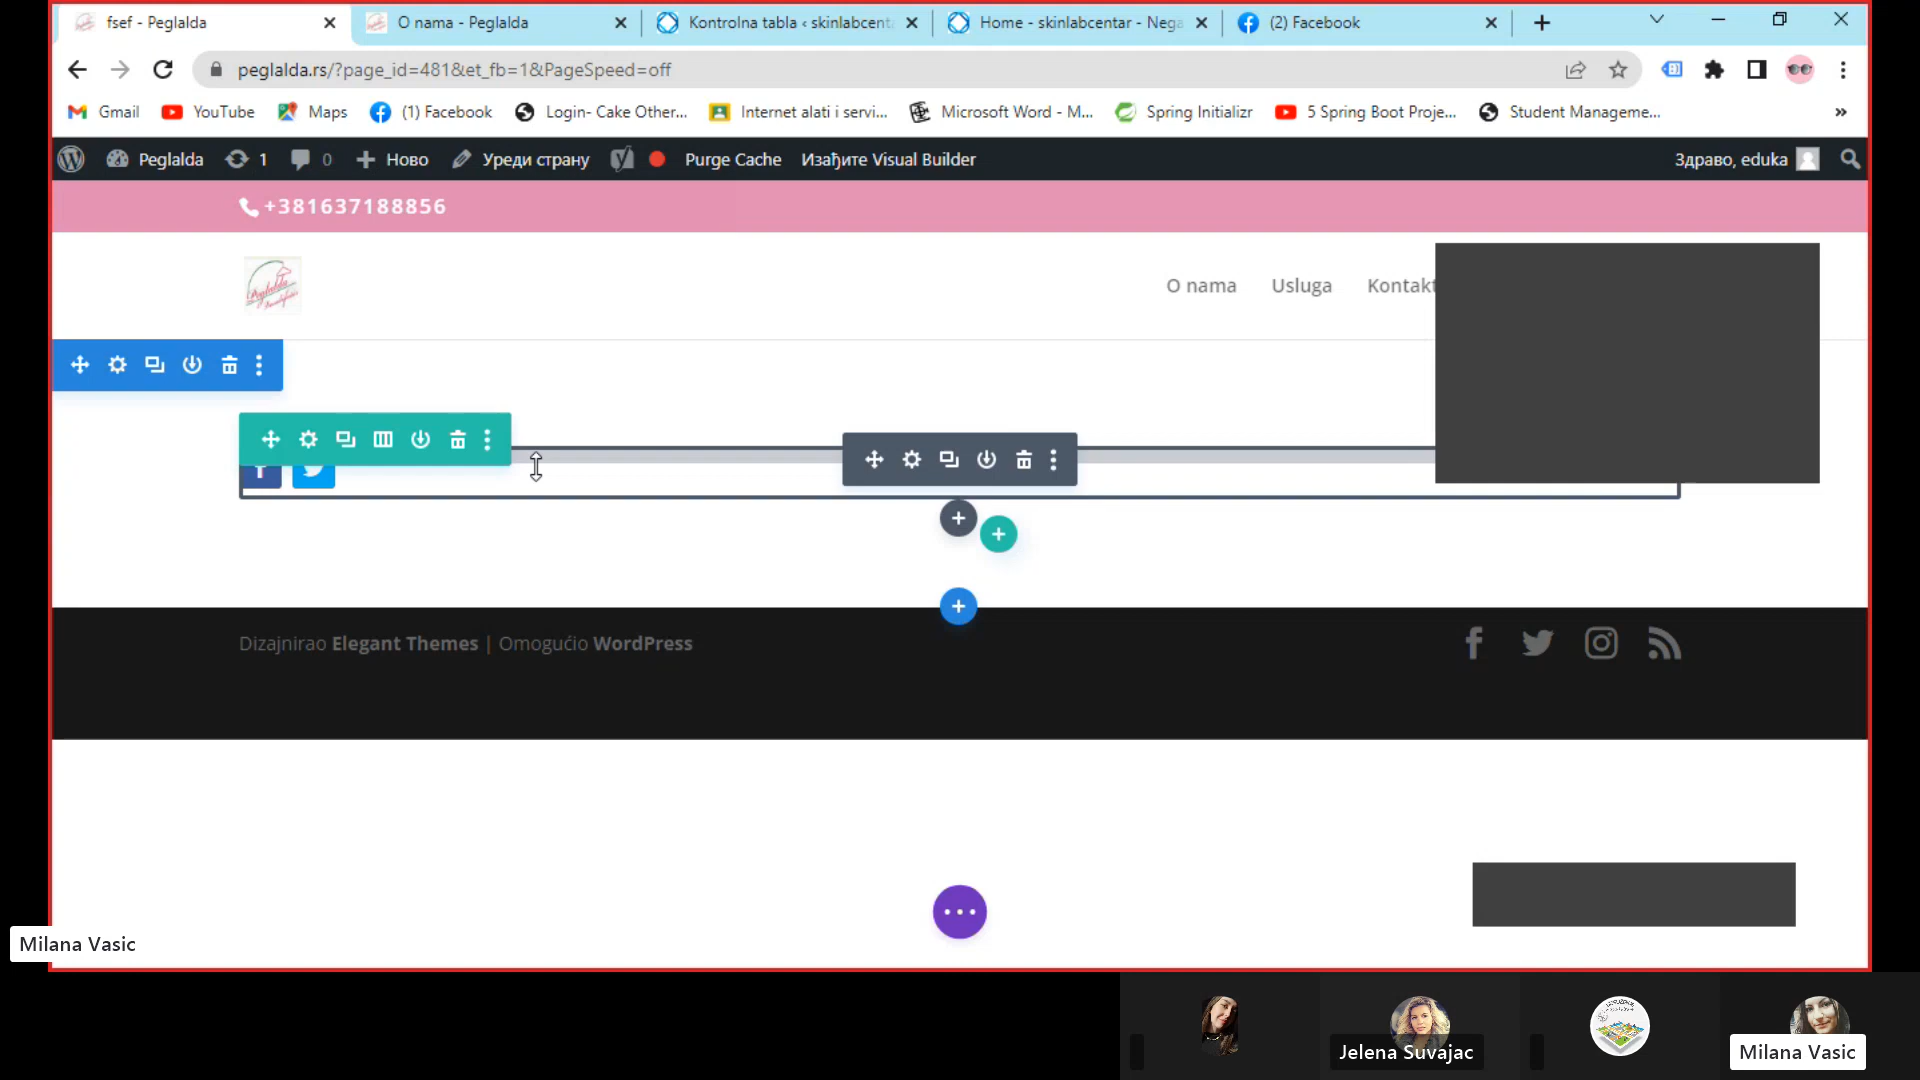 fsef - Peglalda
O nama - Peglalda
Kontrolna tabla ‹ skinlabcent
Home - skinlabcentar - Nega
(2) Facebook
peglalda.rs/?page_id=481&et_fb=1&PageSpeed=off
Gmail
YouTube
Maps
(1) Facebook
Login- Cake Other...
Internet alati i servi...
Microsoft Word - M...
Spring Initializr
5 Spring Boot Proje...
Student Manageme...
Peglalda
1
0
Ново
Уреди страну
Purge Cache
Изађите Visual Builder
Здраво, eduka
+381637188856
O nama
Usluga
Kontakt
Dizajnirao Elegant Themes | Omogućio WordPress
Milana Vasic
Jelena Suvajac
Milana Vasic